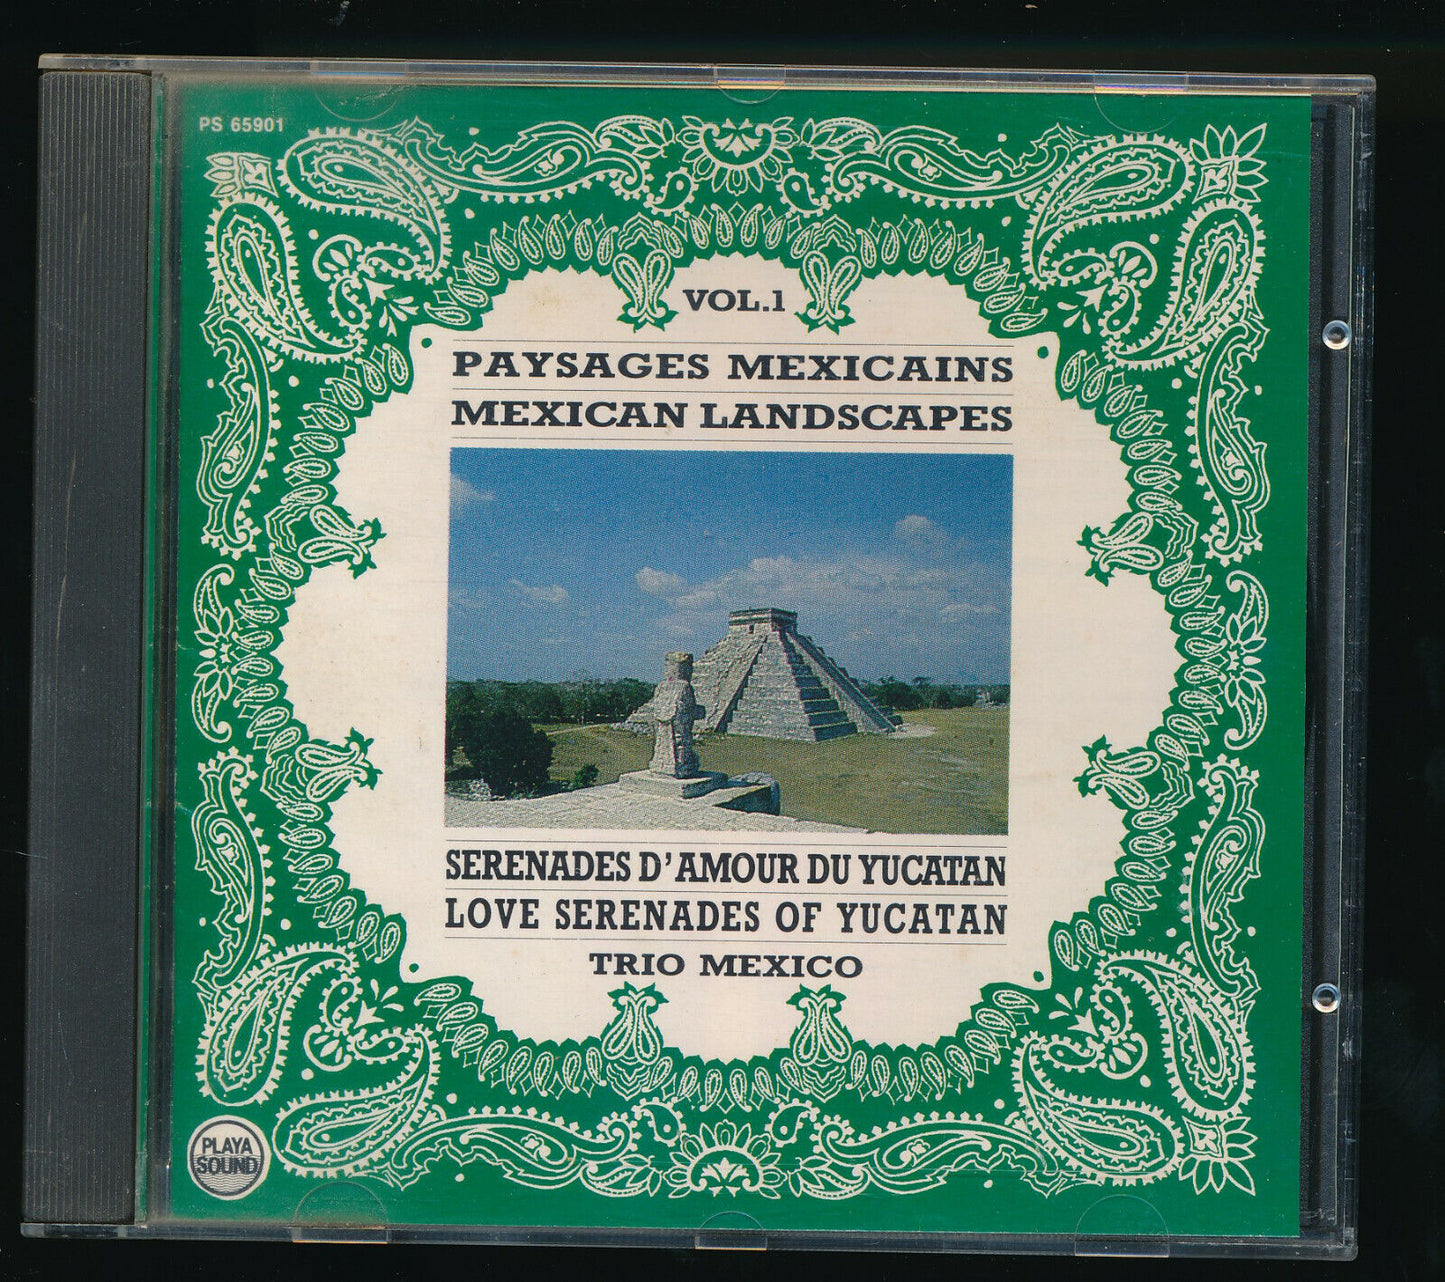 PS 65901
VOL.1
PAYSAGES MEXICAINS
MEXICAN LANDSCAPES
SERENADES D'AMOUR DU YUCATAN
LOVE SERENADES OF YUCATAN
TRIO MEXICO
PLAYA
SOUND